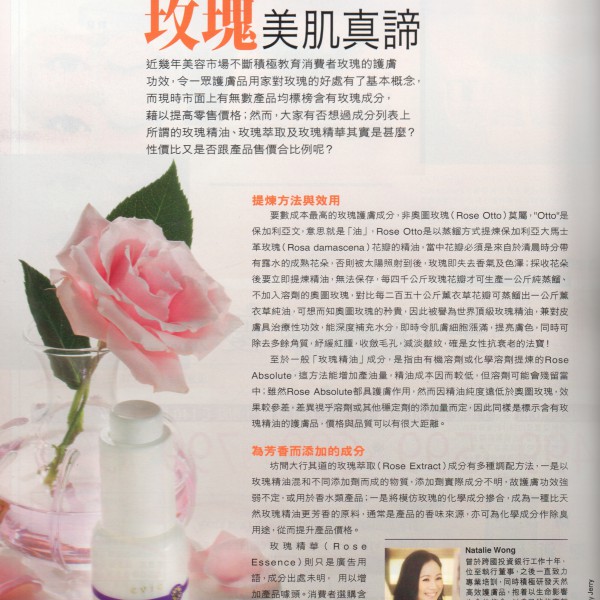 玫瑰美肌真諦
近幾年美容市場不斷積極教育消費者玫瑰的護膚
功效，令一眾護膚品用家對玫瑰的好處有了基本概念，
而現時市面上有無數產品均標榜含有玫瑰成分，
藉以提高零售價格；然而，大家有否想過成分列表上
所謂的玫瑰精油、玫瑰萃取及玫瑰精華其實是甚麼？
性價比又是否跟產品售價合比例呢？
提煉方法與效用
要數成本最高的玫瑰護膚成分，非奧圖玫瑰（Rose Otto）莫屬，"Otto"是
保加利亞文，意思就是「油」，Rose Otto是以蒸餾方式提煉保加利亞大馬士
革玫瑰（Rosa damascena）花瓣的精油。當中花瓣必須是來自於清晨時分帶
有露水的成熟花朵，否則被太陽照射到後，玫瑰即失去香氣及色澤；採收花朵
後要立即提煉精油，無法保存，每四千公斤玫瑰花瓣才可生產一公斤純蒸餾、
不加入溶劑的奧圖玫瑰，對比每二百五十公斤薰衣草花瓣可蒸餾出一公斤薰
衣草純油，可想而知奧圖玫瑰的矜貴，因此被譽為世界頂級玫瑰精油，兼對皮
膚具治療性功效，能深度補充水分，即時令肌膚細胞漲滿，提亮膚色，同時可
除去多餘角質，紓緩紅腫，收斂毛孔，減淡皺紋，確是女性抗衰老的法寶！
至於一般「玫瑰精油」成分，是指由有機溶劑或化學溶劑提煉的Rose
Absolute，這方法能增加產油量，精油成本因而較低，但溶劑可能會殘留當
中；雖然Rose Absolute都具護膚作用，然而因精油純度遠低於奧圖玫瑰，效
果較參差。差異視乎溶劑或其他穩定劑的添加量而定，因此同樣是標示含有玫
瑰精油的護膚品，價格與品質可以有很大距離。
為芳香而添加的成分
坊間大行其道的玫瑰萃取（Rose Extract）成分有多種調配方法，一是以
玫瑰精油混和不同添加劑而成的物質。添加劑實際成分不明，故護膚功效強
弱不定，或用於香水類產品；一是將模仿玫瑰的化學成分摻合，成為一種比天
然玫瑰精油更芳香的原料，通常是產品的香味來源，亦可為化學成分作除臭
用途，從而提升產品價格。
玫瑰精華（Rose
Essence）則只是廣告用
語，成分出處未明，用以增
加產品噱頭。消費者選購含
Natalie Wong
曾於跨國投資銀行工作十年，
位至執行董事，之後一直致力
專業培訓，同時積極研發天然
高效護膚品，抱着以生命影響
y Jerry